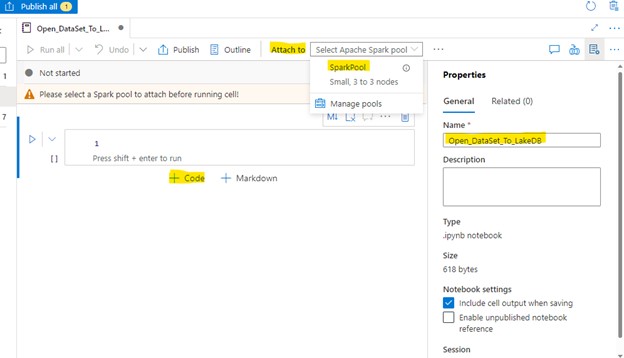 Publish all 1
Open_DataSet_To_L...
Run all
Undo
Publish
Outline
Attach to
Select Apache Spark pool
Not started
SparkPool
Small, 3 to 3 nodes
Manage pools
Please select a Spark pool to attach before running cell!
1
7
M↓
1
[ ]
Press shift + enter to run
+ Code
+ Markdown
Properties
General
Related (0)
Name *
Open_DataSet_To_LakeDB
Description
Type
.ipynb notebook
Size
618 bytes
Notebook settings
Include cell output when saving
Enable unpublished notebook
reference
Session